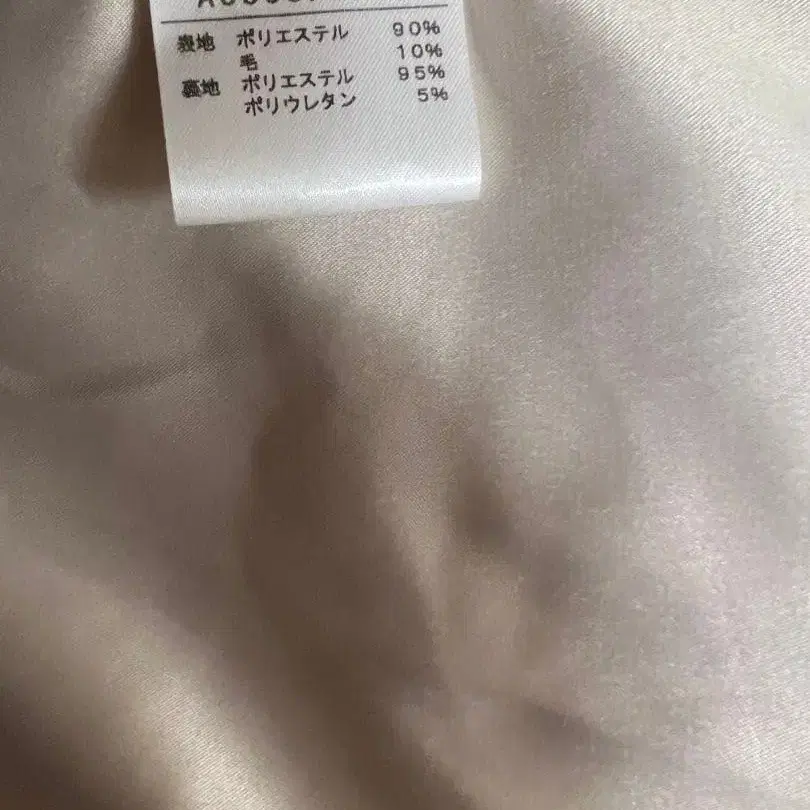 表地 ポリエステル 90%
毛 10%
裏地 ポリエステル 95%
ポリウレタン 5%